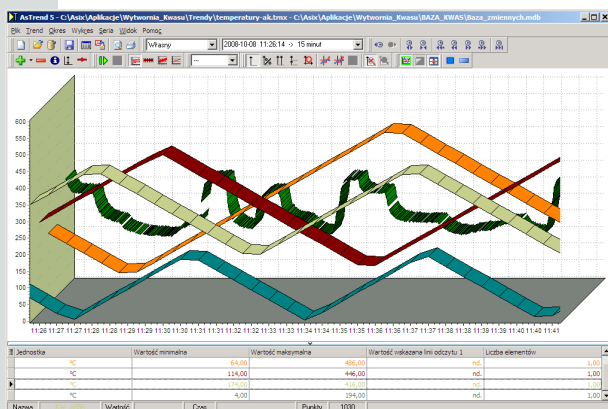 AsTrend 5 - C:\Asix\Aplikacje\Wytwornia_Kwasu\Trendy\temperatury-ak.tmx - C:\Asix\Aplikacje\Wytwornia_Kwasu\BAZA_KWAS\Baza_zmiennych.mdb
Plik Trend Okres Wykres Seria Widok Pomoc
Własny 2008-10-08 11:26:14 -> 15 minut
---
600
550
500
450
400
350
300
250
200
150
100
50
0
11:26 11:27 11:27 11:28 11:28 11:29 11:29 11:30 11:30 11:31 11:31 11:32 11:32 11:33 11:33 11:34 11:34 11:35 11:35 11:36 11:36 11:37 11:37 11:38 11:38 11:39 11:39 11:40 11:40 11:41
Jednostka Wartość minimalna Wartość maksymalna Wartość wskazana linii odczytu 1 Liczba elementów
°C 64,00 486,00 nd. 1,00
°C 114,00 446,00 nd. 1,00
°C 174,00 416,00 nd. 1,00
°C 4,00 194,00 nd. 1,00
Nazwa Wartość Czas Punkty 1030